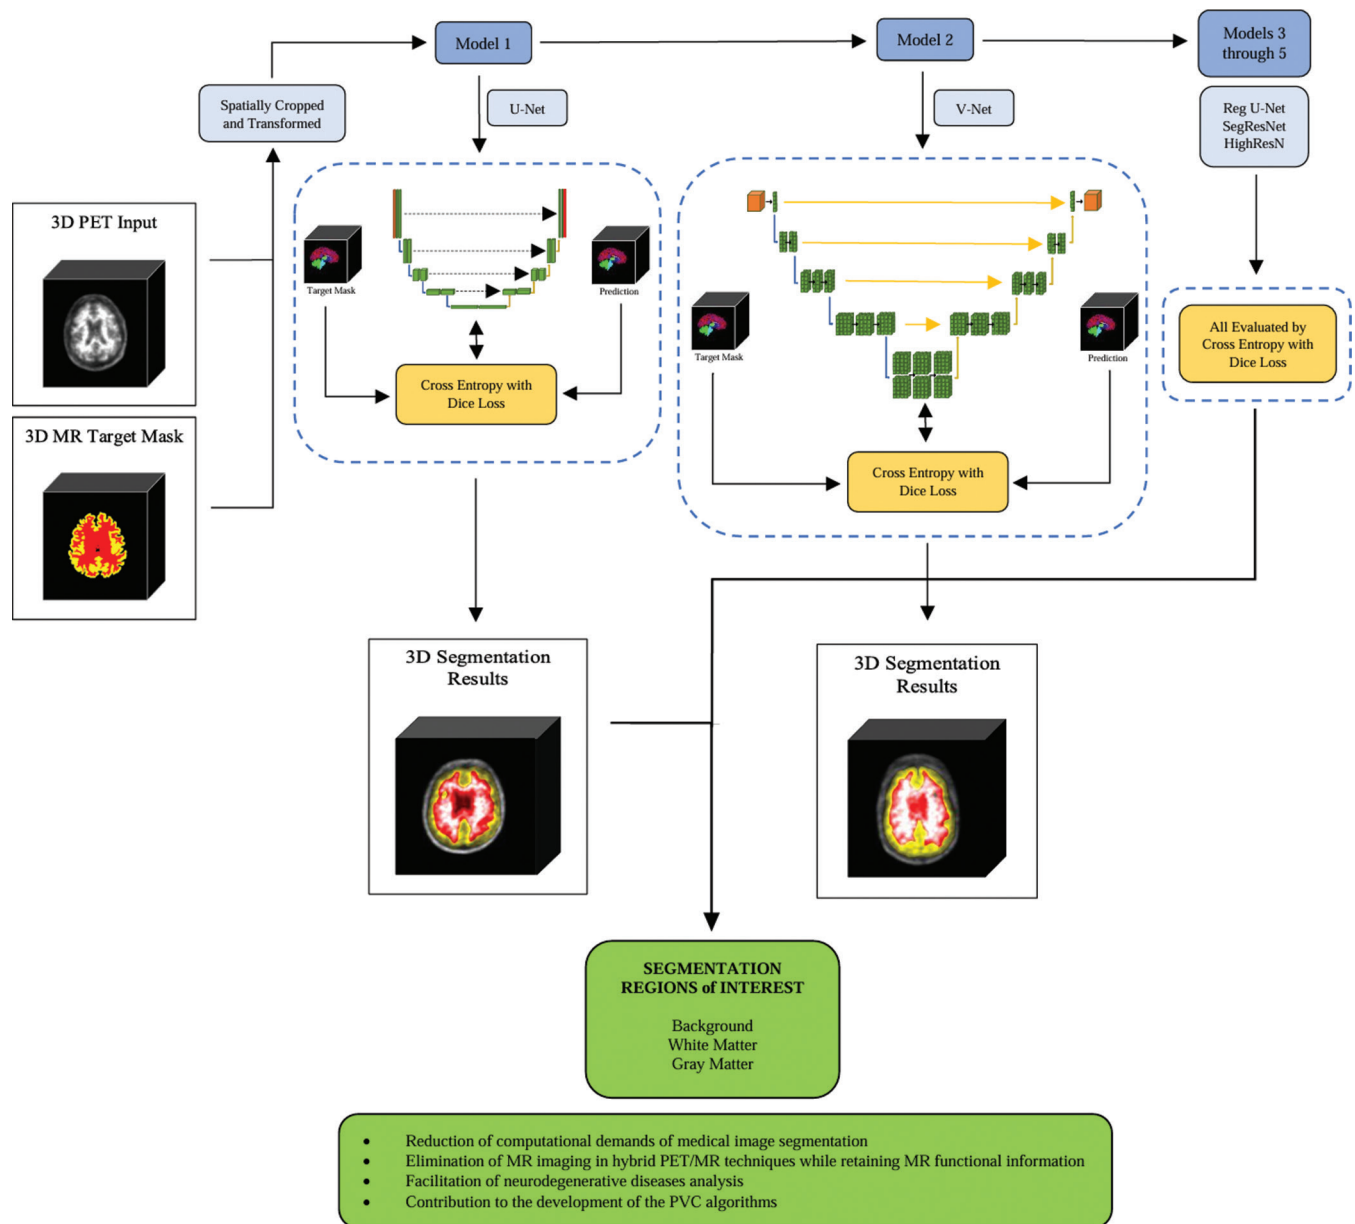 Model 1
Model 2
Models 3
through 5
Spatially Cropped
and Transformed
U-Net
V-Net
Reg U-Net
SegResNet
HighResN
3D PET Input
3D MR Target Mask
Target Mask
Prediction
Cross Entropy with
Dice Loss
Target Mask
Prediction
Cross Entropy with
Dice Loss
All Evaluated by
Cross Entropy with
Dice Loss
3D Segmentation
Results
3D Segmentation
Results
SEGMENTATION
REGIONS of INTEREST
Background
White Matter
Gray Matter
• Reduction of computational demands of medical image segmentation
• Elimination of MR imaging in hybrid PET/MR techniques while retaining MR functional information
• Facilitation of neurodegenerative diseases analysis
• Contribution to the development of the PVC algorithms